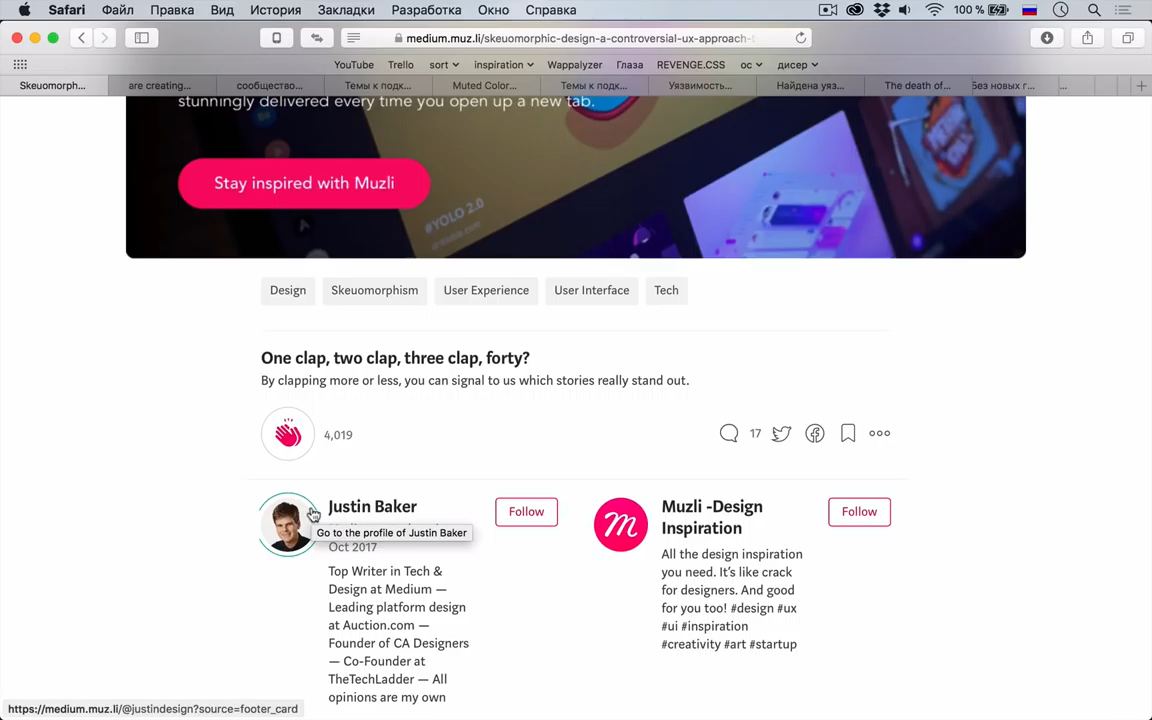 Safari Файл Правка Вид История Закладки Разработка Окно Справка 100 %
medium.muz.li/skeuomorphic-design-a-controversial-ux-approach-
YouTube Trello sort inspiration Wappalyzer Глаза REVENGE.CSS ос дисер
Skeuomorph... are creating... сообщество... Темы к подк... Muted Color... Темы к подк... Уязвимость... Найдена уяз... The death of... Без новых г... ...
stunningly delivered every time you open up a new tab.
Stay inspired with Muzli
#YOLO 2.0
Design Skeuomorphism User Experience User Interface Tech
One clap, two clap, three clap, forty?
By clapping more or less, you can signal to us which stories really stand out.
4,019 17
Justin Baker
Follow
Go to the profile of Justin Baker
Oct 2017
Top Writer in Tech &
Design at Medium —
Leading platform design
at Auction.com —
Founder of CA Designers
— Co-Founder at
TheTechLadder — All
opinions are my own
Muzli -Design
Inspiration
Follow
All the design inspiration
you need. It's like crack
for designers. And good
for you too! #design #ux
#ui #inspiration
#creativity #art #startup
https://medium.muz.li/@justindesign?source=footer_card